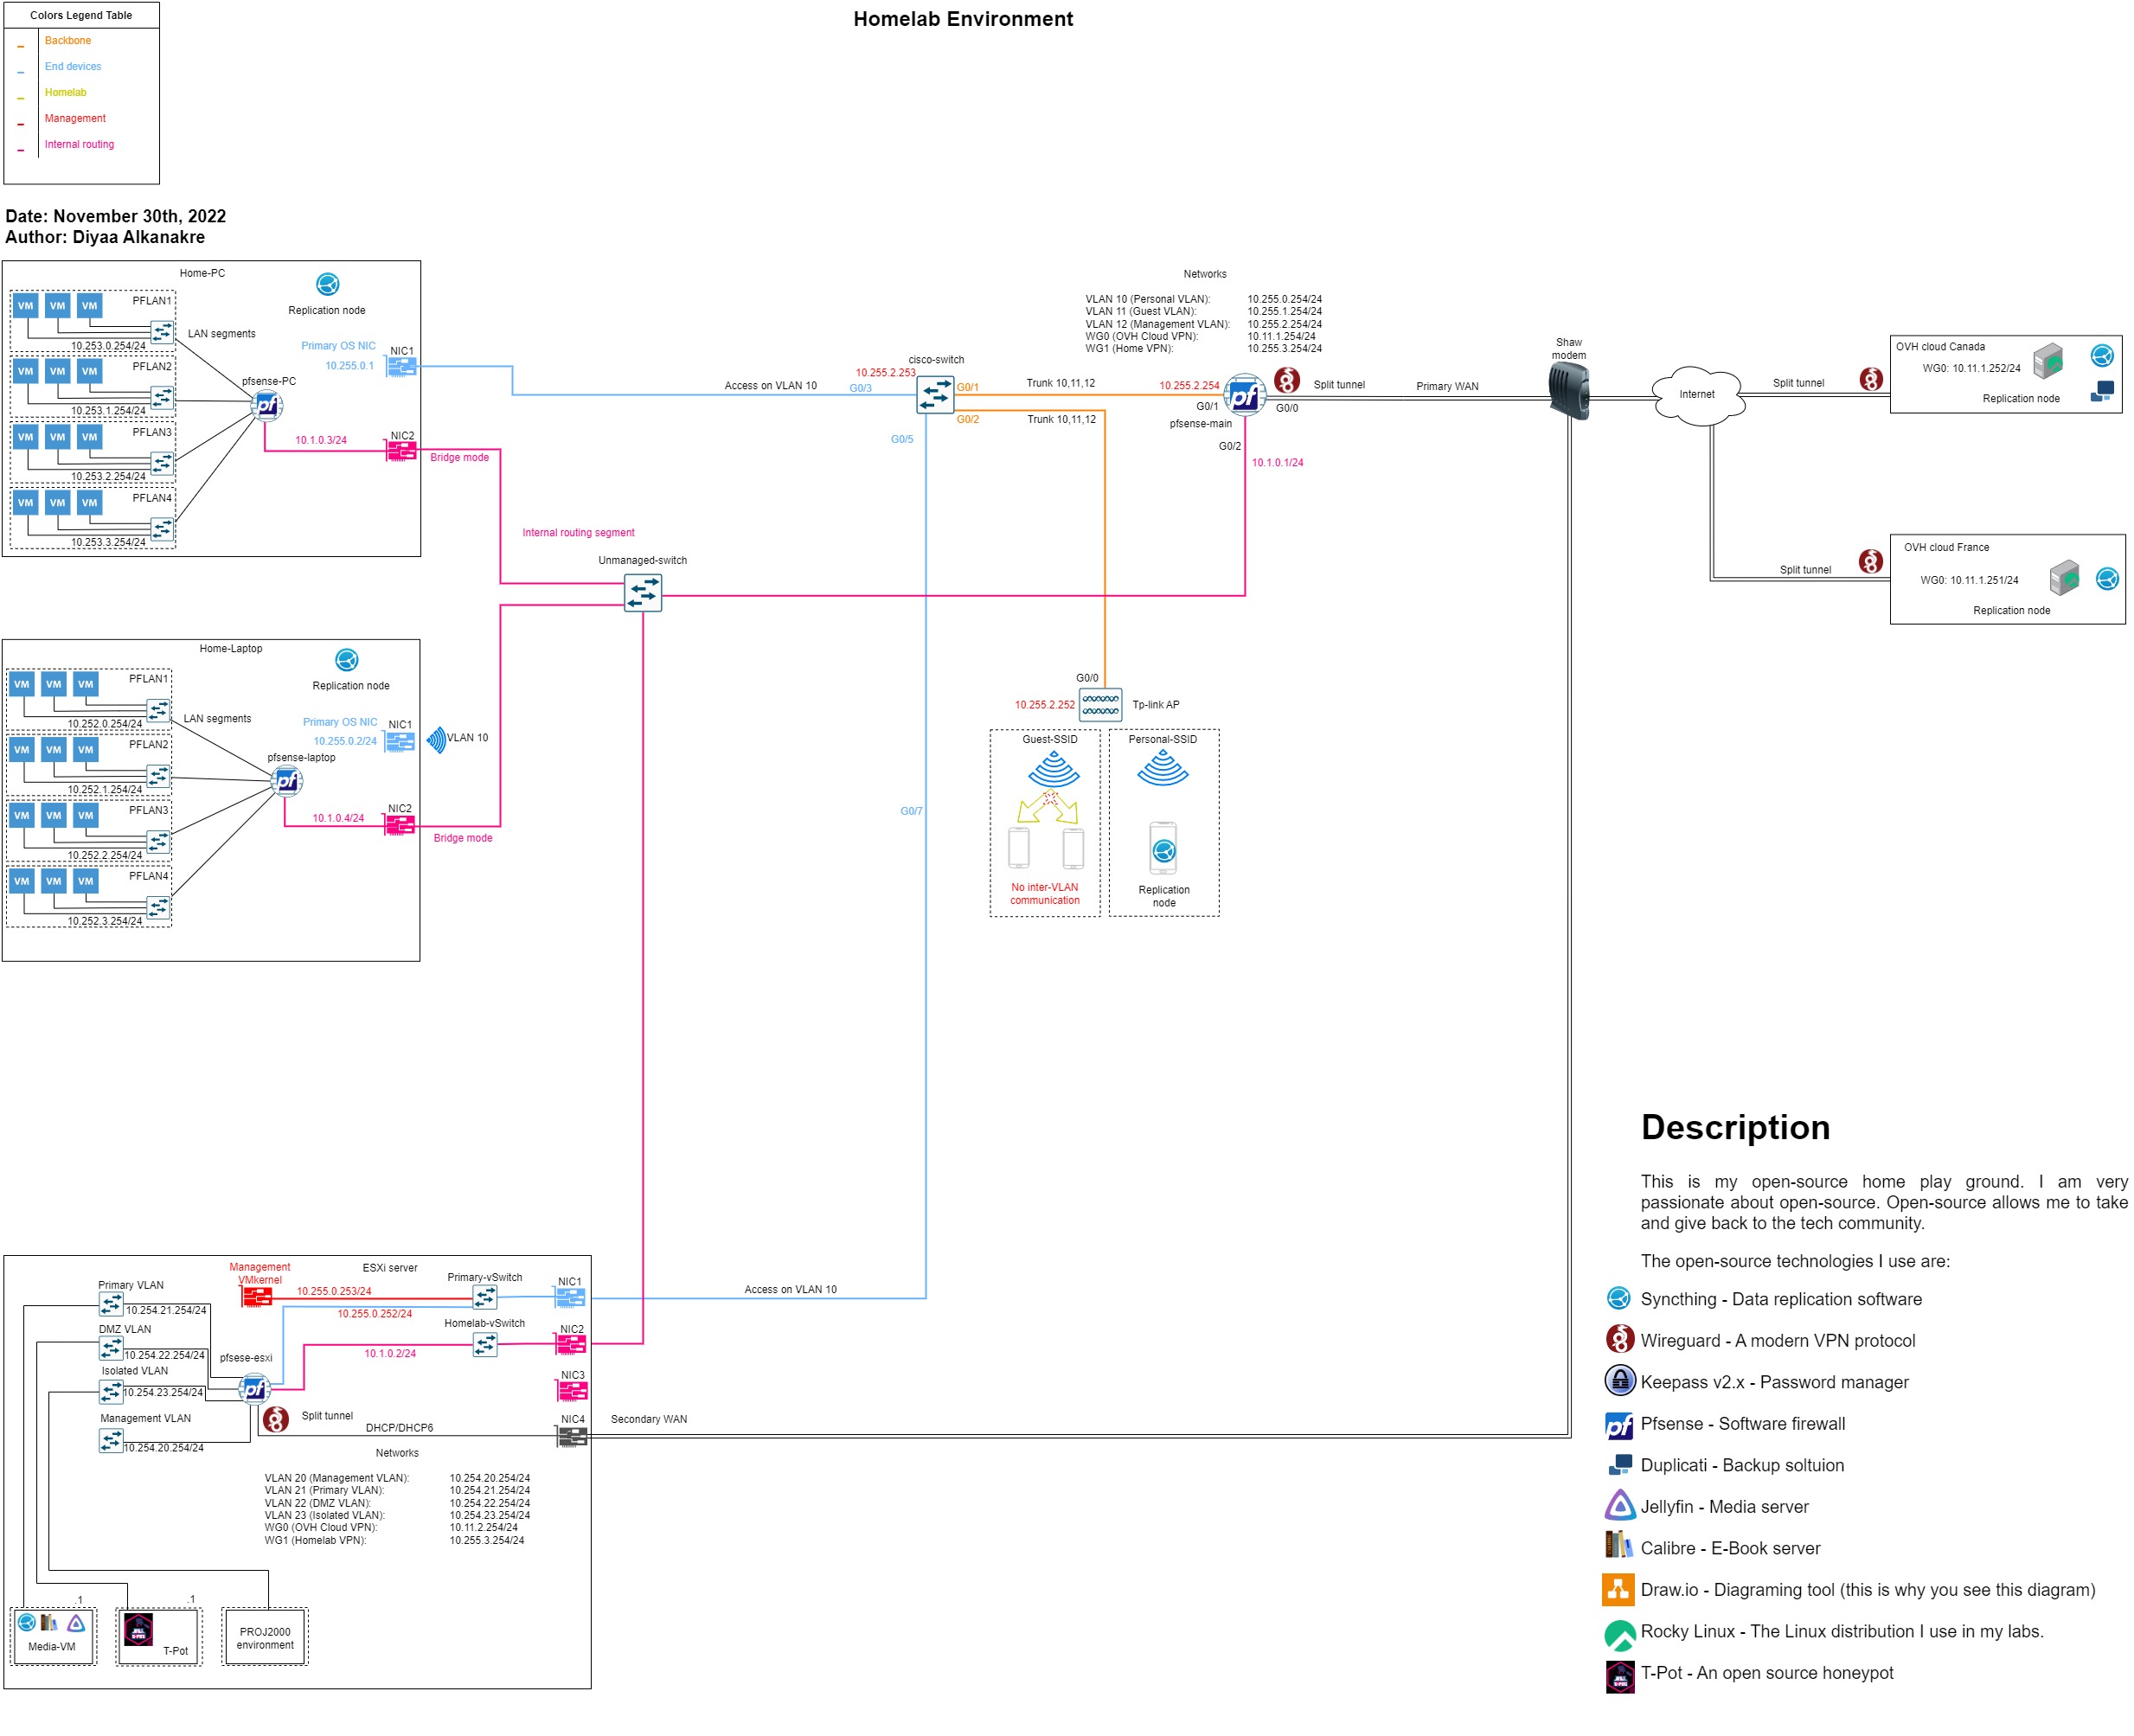 Homelab Environment
Colors Legend Table
Backbone
End devices
Homelab
Management
Internal routing
Date: November 30th, 2022
Author: Diyaa Alkanakre
Home-PC
Replication node
VM VM VM PFLAN1
10.253.0.254/24
VM VM VM PFLAN2
10.253.1.254/24
VM VM VM PFLAN3
10.253.2.254/24
VM VM VM PFLAN4
10.253.3.254/24
LAN segments
pfsense-PC
pf
Primary OS NIC
10.255.0.1
NIC1
10.1.0.3/24
NIC2
Bridge mode
Internal routing segment
Unmanaged-switch
Home-Laptop
Replication node
VM VM VM PFLAN1
10.252.0.254/24
VM VM VM PFLAN2
10.252.1.254/24
VM VM VM PFLAN3
10.252.2.254/24
VM VM VM PFLAN4
10.252.3.254/24
LAN segments
pfsense-laptop
pf
Primary OS NIC
10.255.0.2/24
NIC1
VLAN 10
10.1.0.4/24
NIC2
Bridge mode
Access on VLAN 10
cisco-switch
10.255.2.253
G0/3
G0/1
G0/2
G0/5
G0/7
Trunk 10,11,12
Trunk 10,11,12
Networks
VLAN 10 (Personal VLAN): 10.255.0.254/24
VLAN 11 (Guest VLAN): 10.255.1.254/24
VLAN 12 (Management VLAN): 10.255.2.254/24
WG0 (OVH Cloud VPN): 10.11.1.254/24
WG1 (Home VPN): 10.255.3.254/24
10.255.2.254
G0/1
pf
pfsense-main
G0/0
G0/2
10.1.0.1/24
Split tunnel
Primary WAN
Shaw
modem
Internet
Split tunnel
OVH cloud Canada
WG0: 10.11.1.252/24
Replication node
Split tunnel
OVH cloud France
WG0: 10.11.1.251/24
Replication node
G0/0
10.255.2.252
Tp-link AP
Guest-SSID
No inter-VLAN
communication
Personal-SSID
Replication
node
ESXi server
Management
VMkernel
10.255.0.253/24
10.255.0.252/24
Primary-vSwitch
NIC1
Access on VLAN 10
Homelab-vSwitch
10.1.0.2/24
NIC2
NIC3
NIC4
Secondary WAN
Primary VLAN
10.254.21.254/24
DMZ VLAN
10.254.22.254/24
Isolated VLAN
10.254.23.254/24
Management VLAN
10.254.20.254/24
pfsese-esxi
pf
Split tunnel
DHCP/DHCP6
Networks
VLAN 20 (Management VLAN): 10.254.20.254/24
VLAN 21 (Primary VLAN): 10.254.21.254/24
VLAN 22 (DMZ VLAN): 10.254.22.254/24
VLAN 23 (Isolated VLAN): 10.254.23.254/24
WG0 (OVH Cloud VPN): 10.11.2.254/24
WG1 (Homelab VPN): 10.255.3.254/24
.1
Media-VM
.1
T-Pot
PROJ2000
environment
Description
This is my open-source home play ground. I am very
passionate about open-source. Open-source allows me to take
and give back to the tech community.
The open-source technologies I use are:
Syncthing - Data replication software
Wireguard - A modern VPN protocol
Keepass v2.x - Password manager
pf Pfsense - Software firewall
Duplicati - Backup soltuion
Jellyfin - Media server
Calibre - E-Book server
Draw.io - Diagraming tool (this is why you see this diagram)
Rocky Linux - The Linux distribution I use in my labs.
T-Pot - An open source honeypot